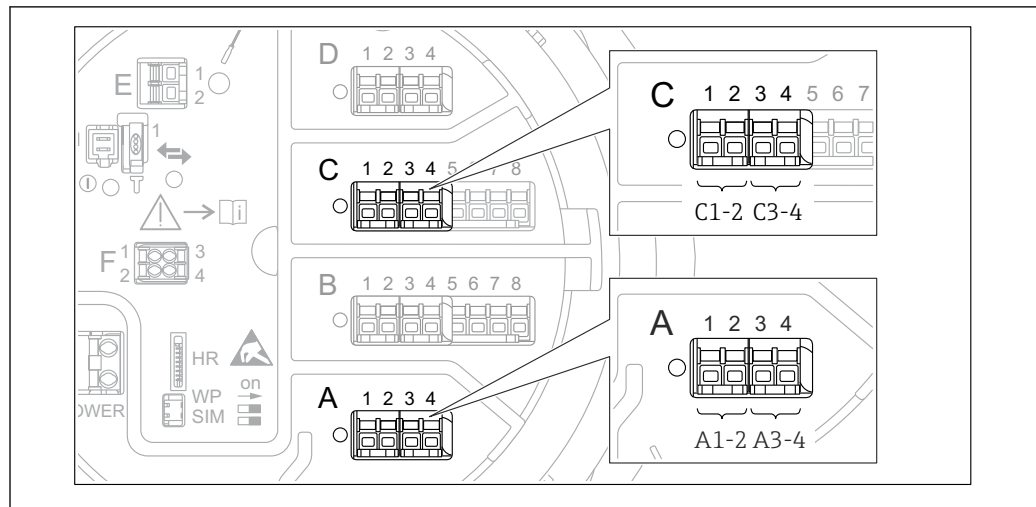 D 1 2 3 4
E 1
2
1
C 1 2 3 4 5 6 7 8
i
F 1 3
2 4
B 1 2 3 4 5 6 7 8
HR
WP
SIM
on
OWER
A 1 2 3 4
C 1 2 3 4 5 6 7
C1-2 C3-4
A 1 2 3 4
A1-2 A3-4